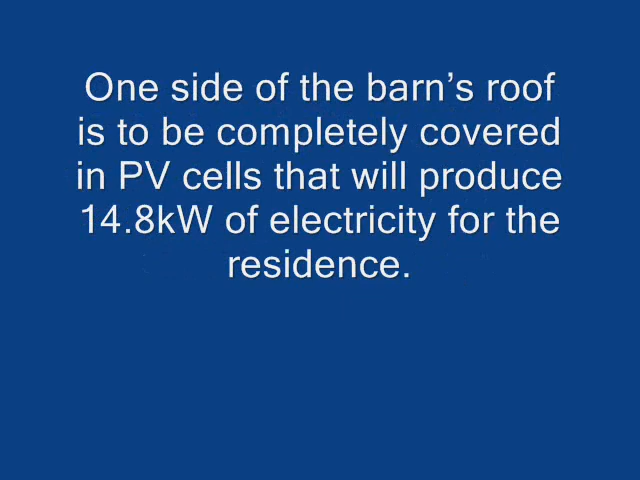 One side of the barn’s roof
is to be completely covered
in PV cells that will produce
14.8kW of electricity for the
residence.